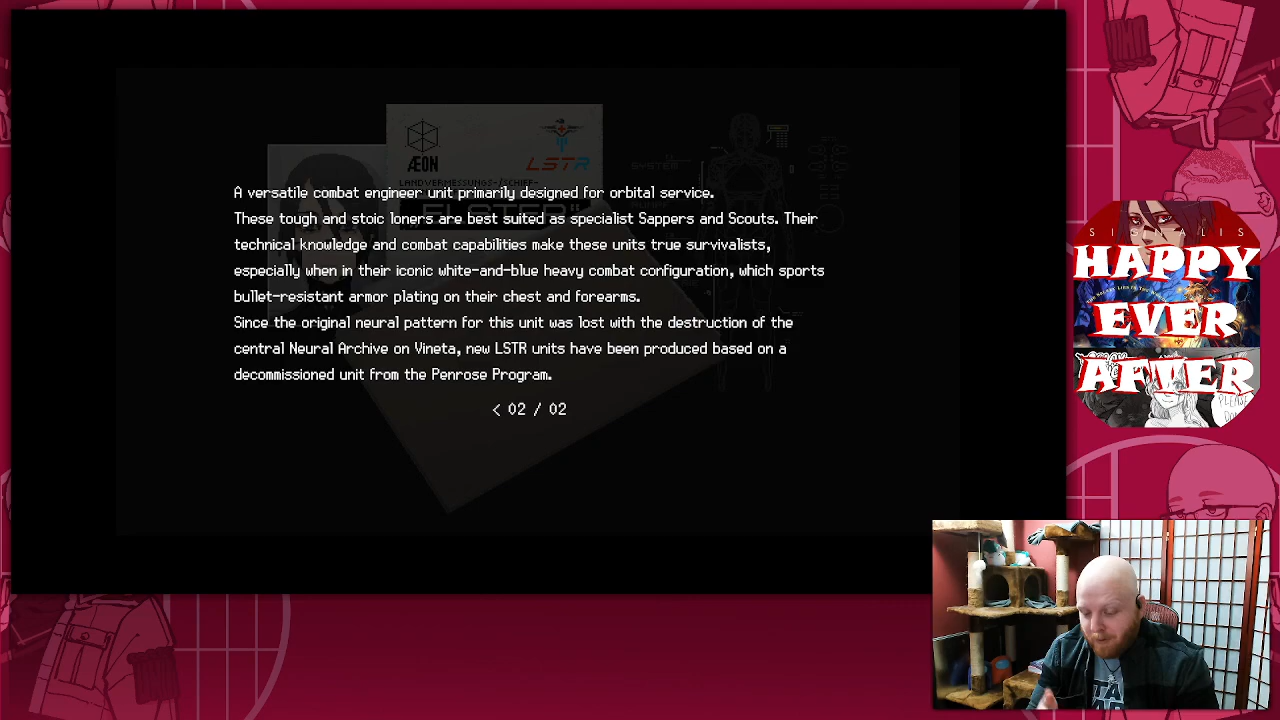 ÆON
LSTR
LANDVERMESSUNGS-/SCHIFF-
SYSTEM
A versatile combat engineer unit primarily designed for orbital service.
These tough and stoic loners are best suited as specialist Sappers and Scouts. Their
technical knowledge and combat capabilities make these units true survivalists,
especially when in their iconic white-and-blue heavy combat configuration, which sports
bullet-resistant armor plating on their chest and forearms.
Since the original neural pattern for this unit was lost with the destruction of the
central Neural Archive on Vineta, new LSTR units have been produced based on a
decommissioned unit from the Penrose Program.
< 02 / 02
SIGNALIS
HAPPY
EVER
AFTER
PLEASE